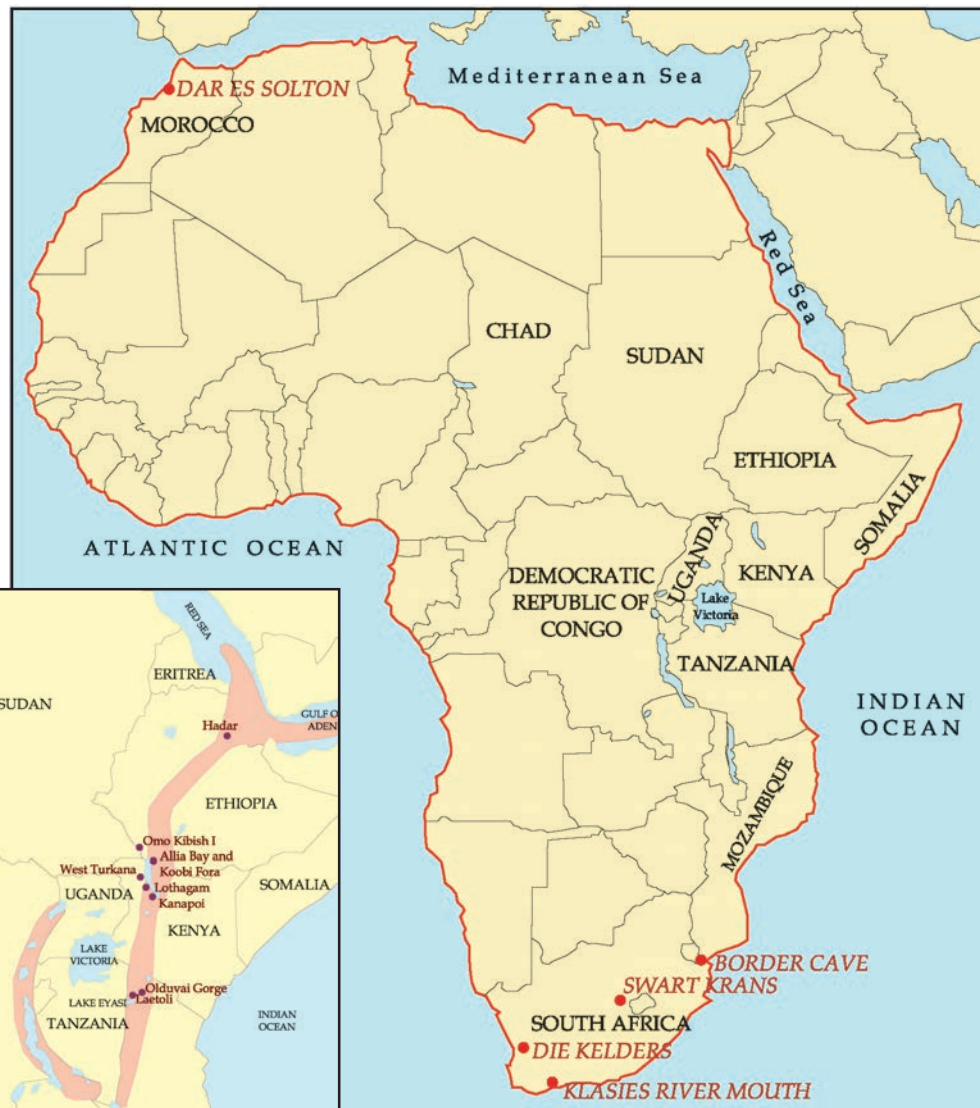 Mediterranean Sea
DAR ES SOLTON
MOROCCO
Red Sea
CHAD
SUDAN
ETHIOPIA
SOMALIA
ATLANTIC OCEAN
UGANDA
KENYA
DEMOCRATIC
REPUBLIC OF
CONGO
Lake
Victoria
TANZANIA
INDIAN
OCEAN
MOZAMBIQUE
BORDER CAVE
SWART KRANS
SOUTH AFRICA
DIE KELDERS
KLASIES RIVER MOUTH
RED SEA
ERITREA
SUDAN
GULF O
ADEN
Hadar
ETHIOPIA
Omo Kibish I
Allia Bay and
Koobi Fora
West Turkana
Lothagam
Kanapoi
UGANDA
SOMALIA
KENYA
LAKE
VICTORIA
Olduvai Gorge
LAKE EYASI
Laetoli
TANZANIA
INDIAN
OCEAN